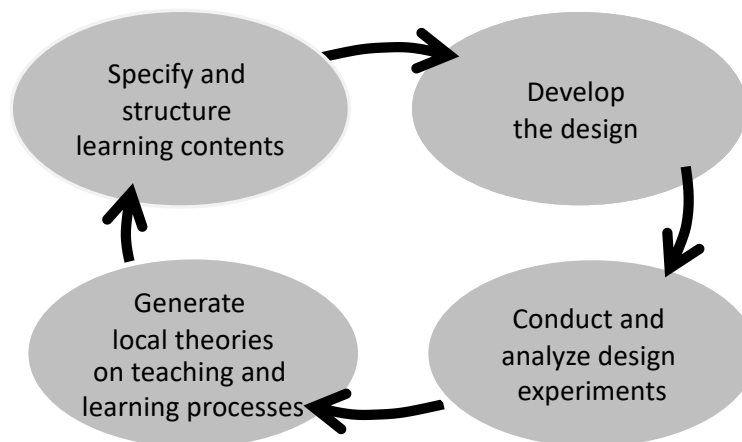 Specify and
structure
learning contents
Develop
the design
Conduct and
analyze design
experiments
Generate
local theories
on teaching and
learning processes